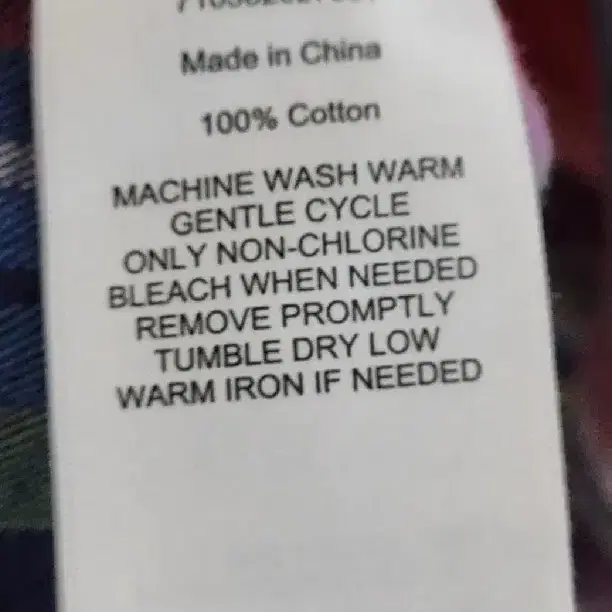 Made in China
100% Cotton
MACHINE WASH WARM
GENTLE CYCLE
ONLY NON-CHLORINE
BLEACH WHEN NEEDED
REMOVE PROMPTLY
TUMBLE DRY LOW
WARM IRON IF NEEDED